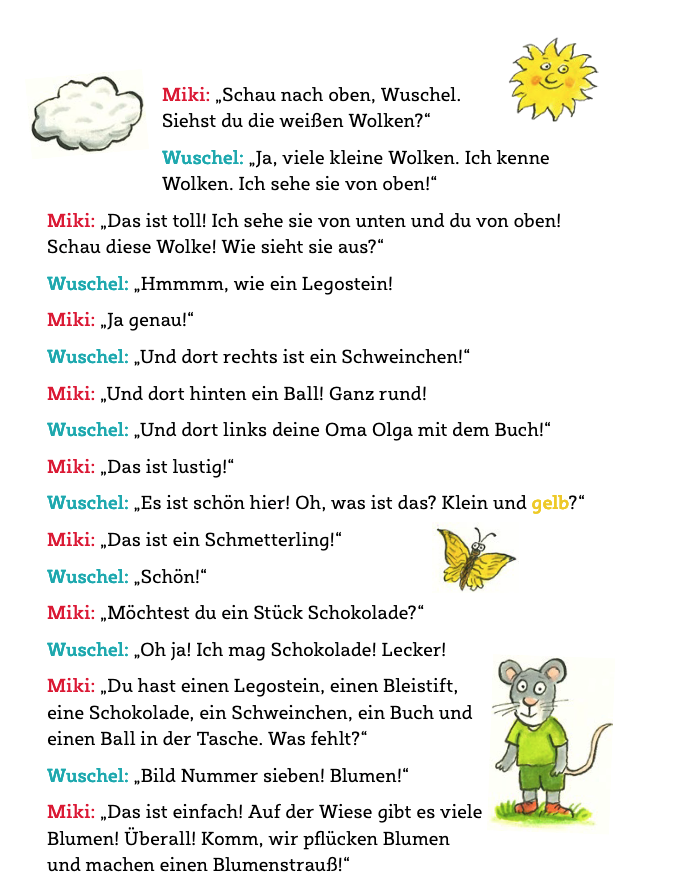 Miki: „Schau nach oben, Wuschel.
Siehst du die weißen Wolken?“
Wuschel: „Ja, viele kleine Wolken. Ich kenne
Wolken. Ich sehe sie von oben!“
Miki: „Das ist toll! Ich sehe sie von unten und du von oben!
Schau diese Wolke! Wie sieht sie aus?“
Wuschel: „Hmmmm, wie ein Legostein!
Miki: „Ja genau!“
Wuschel: „Und dort rechts ist ein Schweinchen!“
Miki: „Und dort hinten ein Ball! Ganz rund!
Wuschel: „Und dort links deine Oma Olga mit dem Buch!“
Miki: „Das ist lustig!“
Wuschel: „Es ist schön hier! Oh, was ist das? Klein und gelb?“
Miki: „Das ist ein Schmetterling!“
Wuschel: „Schön!“
Miki: „Möchtest du ein Stück Schokolade?“
Wuschel: „Oh ja! Ich mag Schokolade! Lecker!
Miki: „Du hast einen Legostein, einen Bleistift,
eine Schokolade, ein Schweinchen, ein Buch und
einen Ball in der Tasche. Was fehlt?“
Wuschel: „Bild Nummer sieben! Blumen!“
Miki: „Das ist einfach! Auf der Wiese gibt es viele
Blumen! Überall! Komm, wir pflücken Blumen
und machen einen Blumenstrauß!“